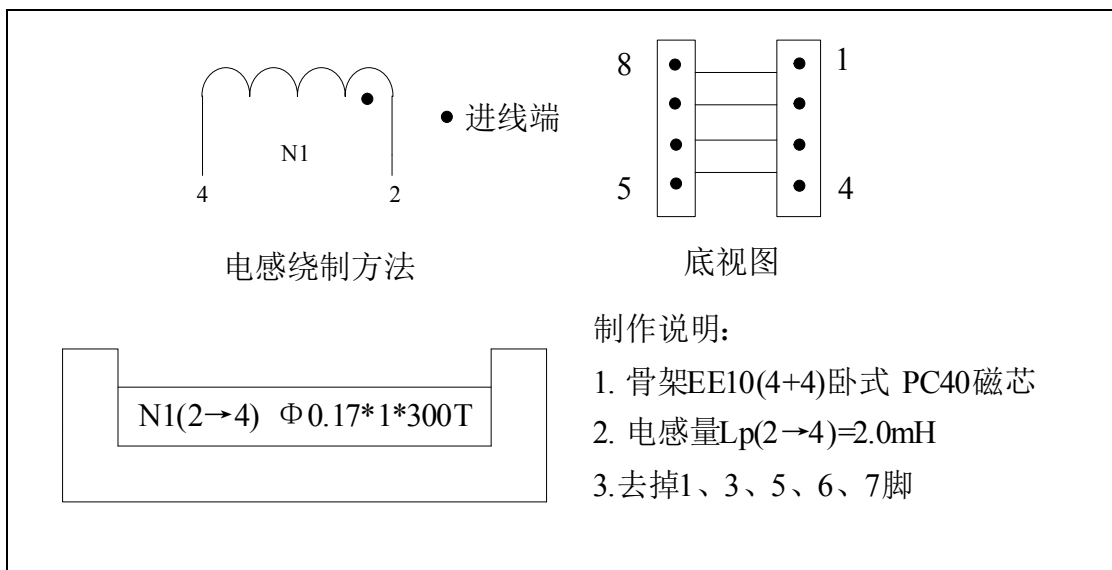 N1
4
2
● 进线端
电感绕制方法
8
1
5
4
底视图
N1(2→4) Φ0.17*1*300T
制作说明:
1. 骨架EE10(4+4)卧式 PC40磁芯
2. 电感量Lp(2→4)=2.0mH
3.去掉1、3、5、6、7脚